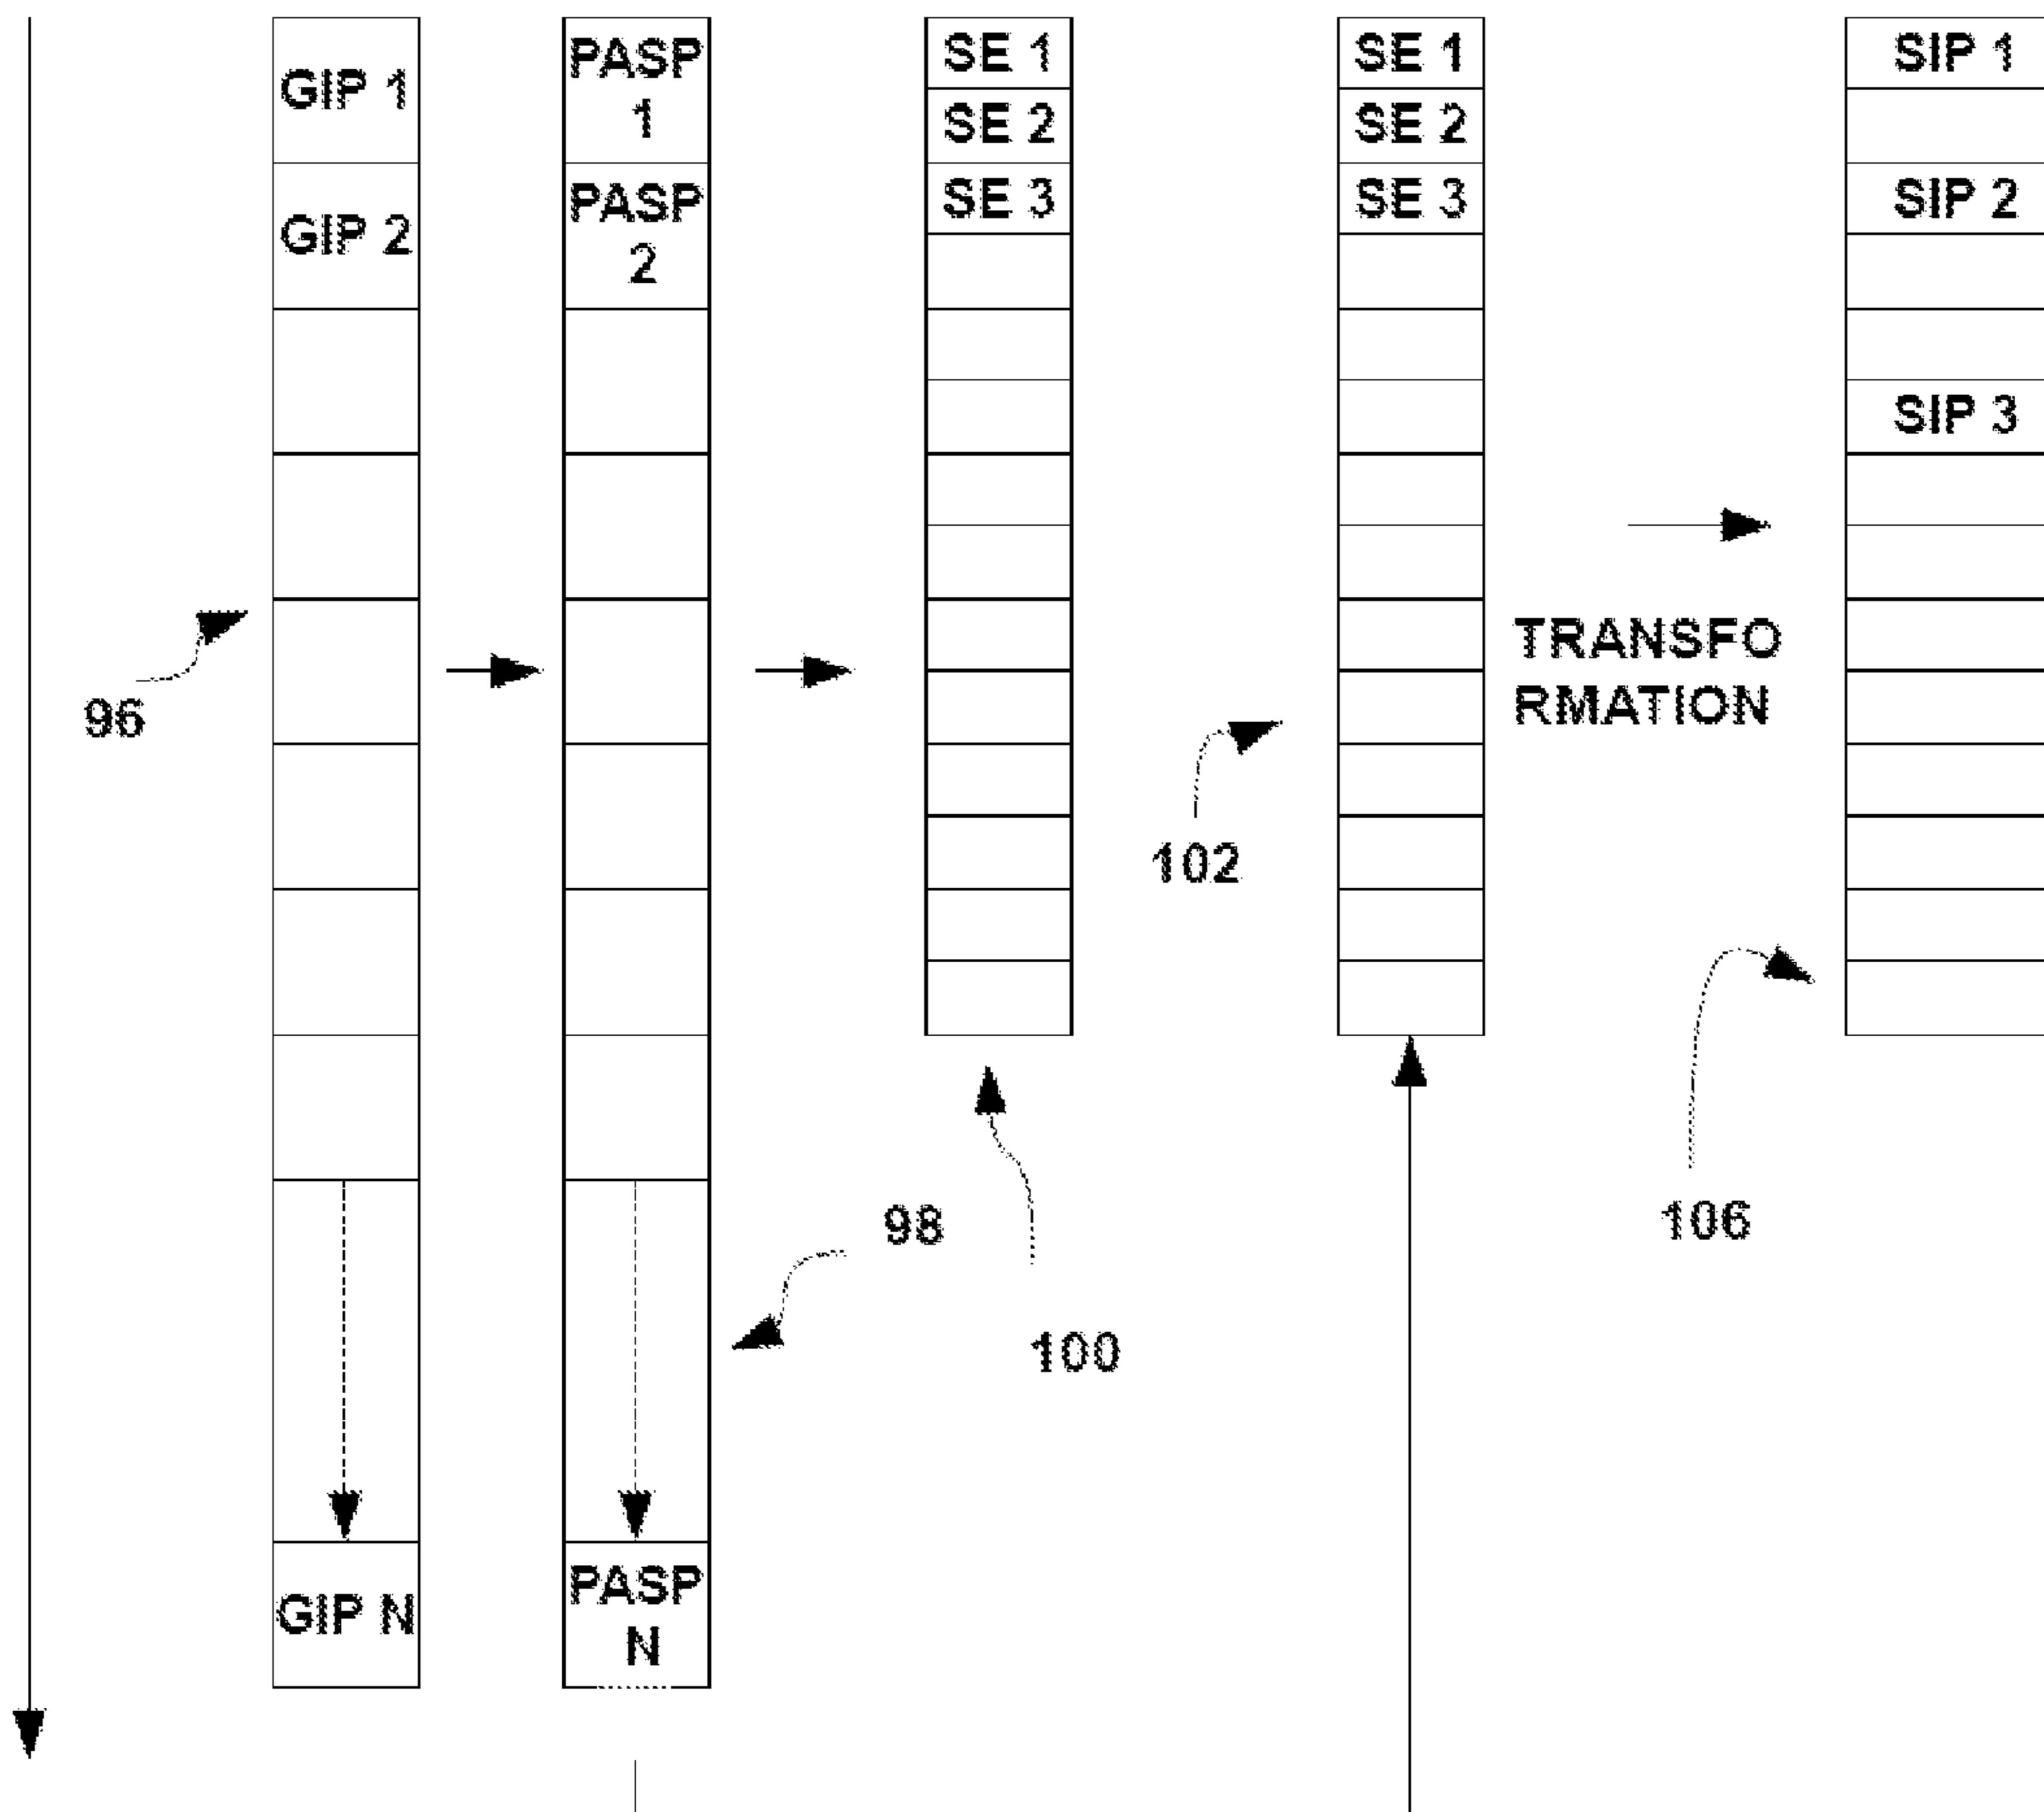 GIP 1
GIP 2
GIP N
PASP
1
PASP
2
PASP
N
SE 1
SE 2
SE 3
SE 1
SE 2
SE 3
TRANSFO
RMATION
SIP 1
SIP 2
SIP 3
96
98
100
102
106